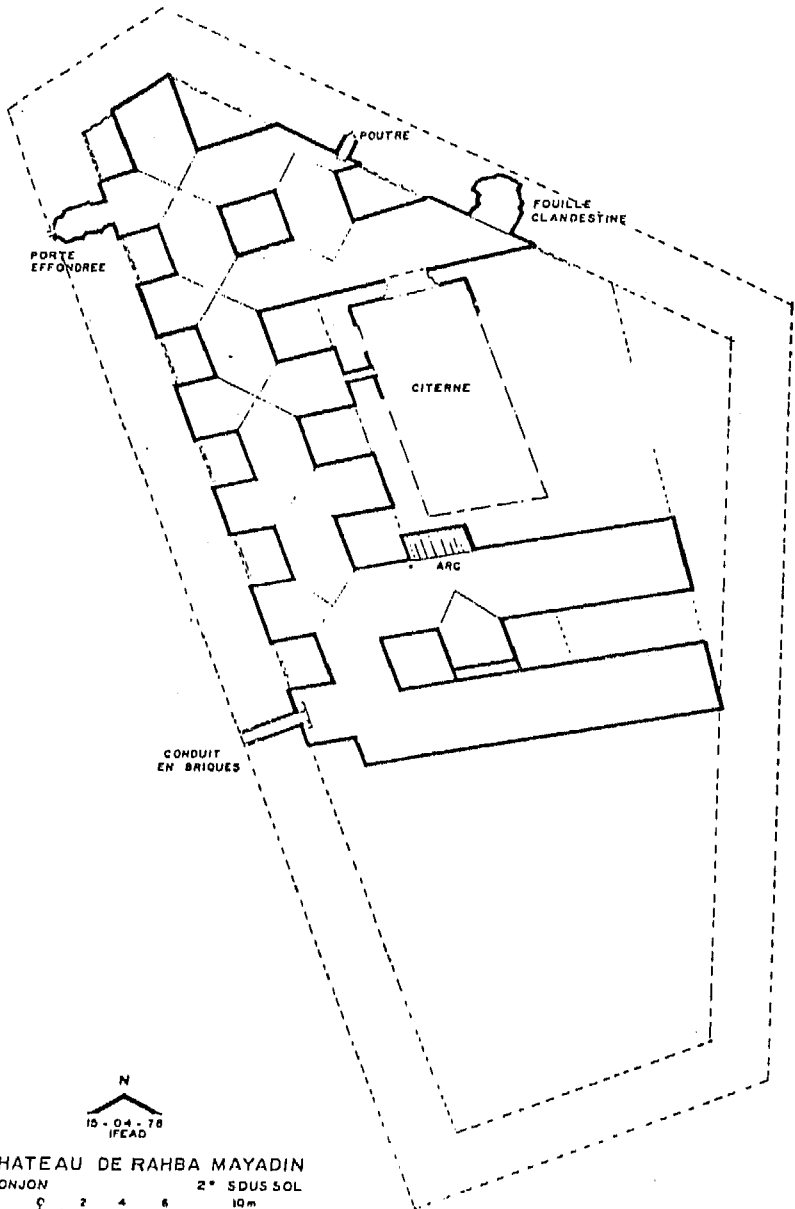 POUTRE
FOUILLE
CLANDESTINE
PORTE
EFFONDREE
CITERNE
ARC
CONDUIT
EN BRIQUES
N
15-04-78
IFEAD
HATEAU DE RAHBA MAYADIN
ONJON 2° SOUS SOL
0 2 4 6 10m